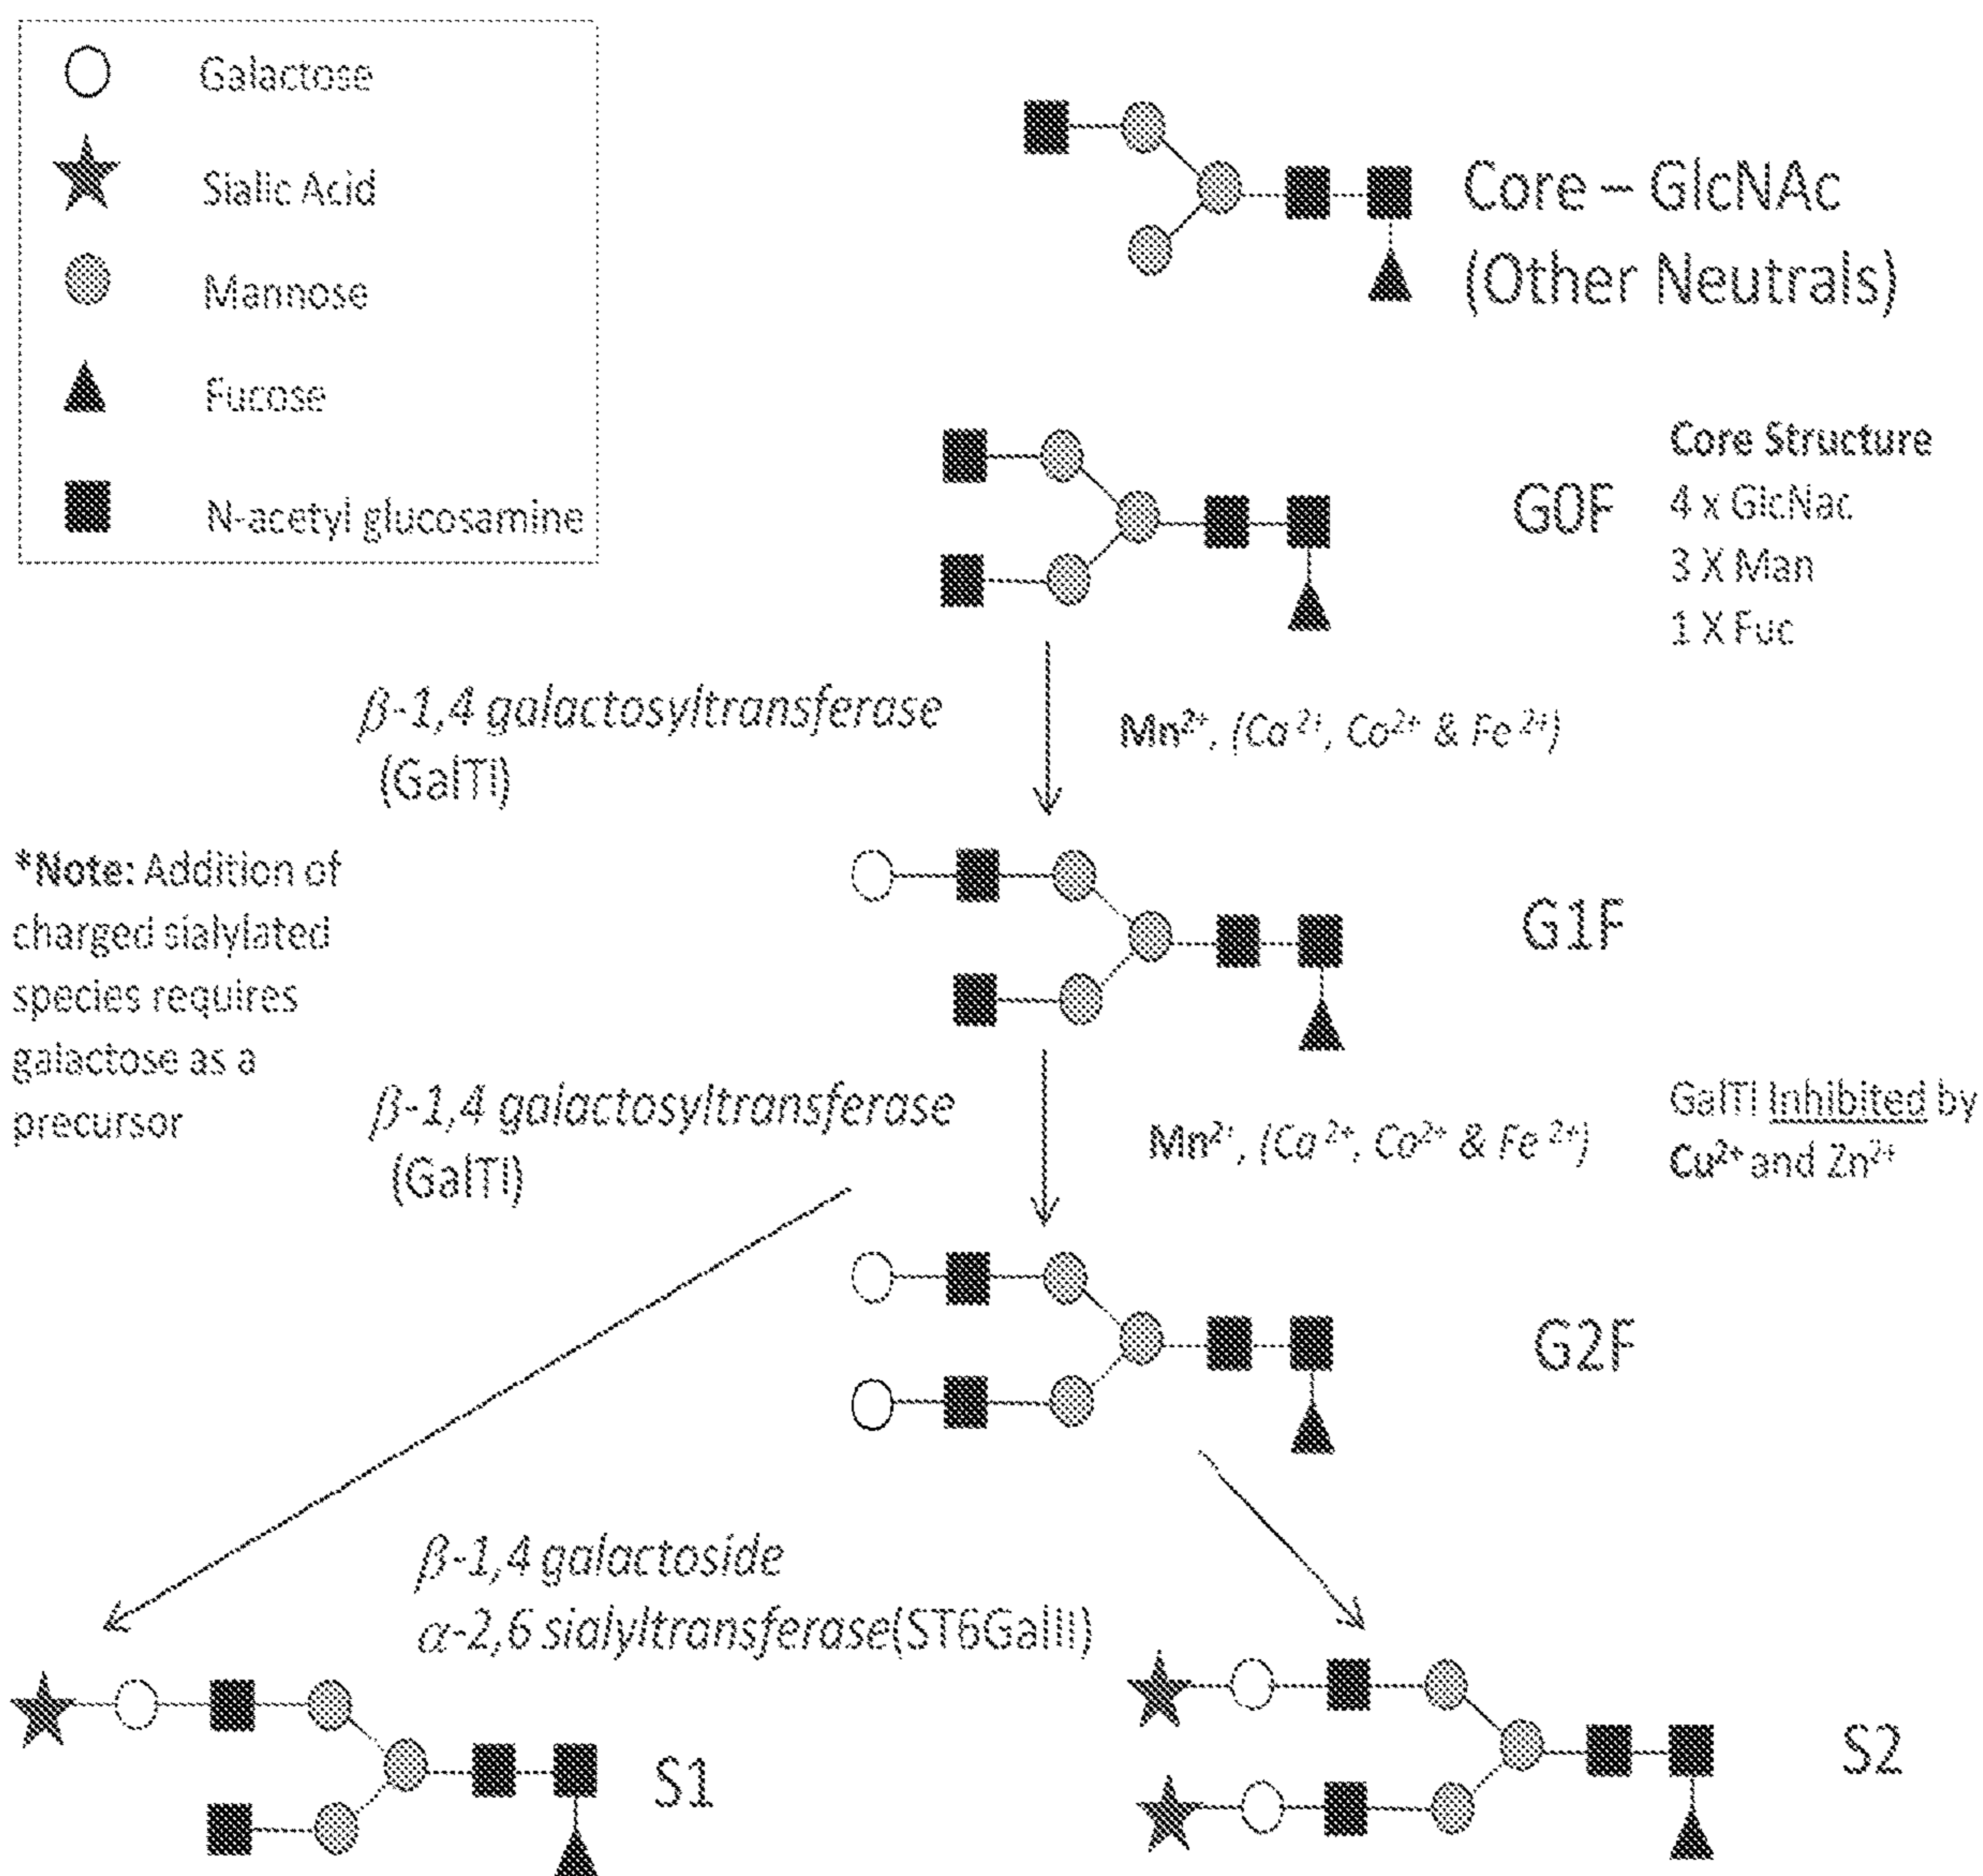 Galactose
Sialic Acid
Mannose
Fucose
N-acetyl glucosamine
Core – GlcNAc
(Other Neutrals)
G0F
Core Structure
4 x GlcNac
3 X Man
1 X Fuc
β-1,4 galactosyltransferase
(GalTI)
Mn²⁺, (Ca²⁺, Co²⁺ & Fe²⁺)
G1F
*Note: Addition of
charged sialylated
species requires
galactose as a
precursor
β-1,4 galactosyltransferase
(GalTI)
Mn²⁺, (Ca²⁺, Co²⁺ & Fe²⁺)
GalTI Inhibited by
Cu²⁺ and Zn²⁺
G2F
β-1,4 galactoside
α-2,6 sialyltransferase(ST6GalII)
S1
S2